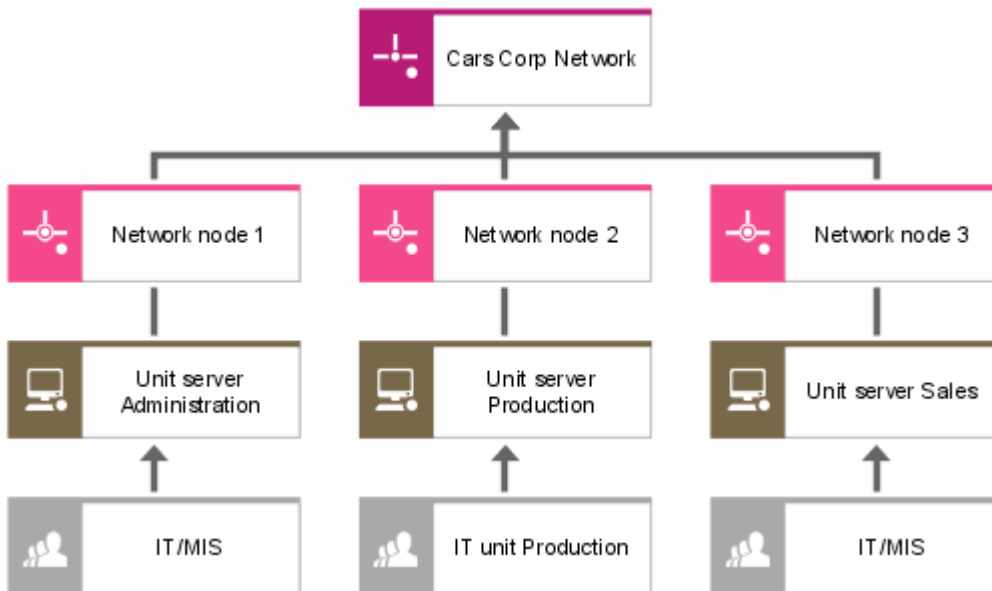 Cars Corp Network
Network node 1
Network node 2
Network node 3
Unit server
Administration
Unit server
Production
Unit server Sales
IT/MIS
IT unit Production
IT/MIS